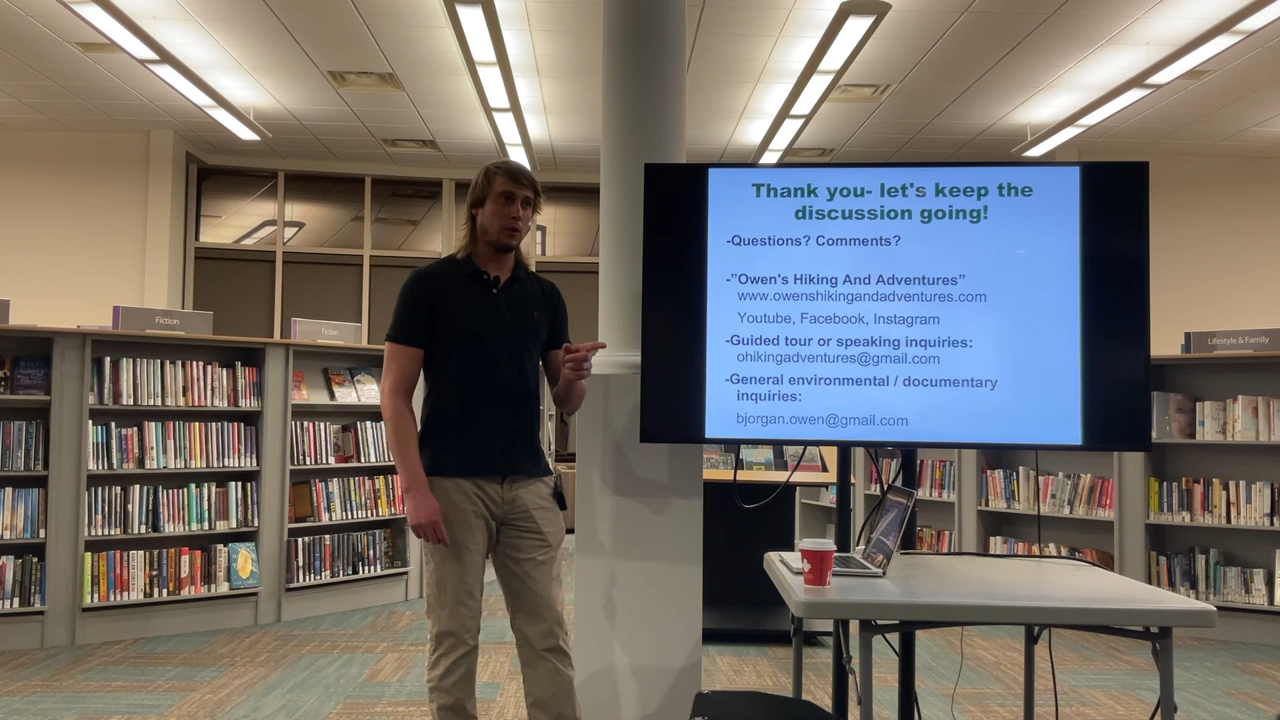 Thank you- let's keep the
discussion going!
-Questions? Comments?
-”Owen's Hiking And Adventures”
www.owenshikingandadventures.com
Youtube, Facebook, Instagram
-Guided tour or speaking inquiries:
ohikingadventures@gmail.com
-General environmental / documentary
inquiries:
bjorgan.owen@gmail.com
Fiction
Fiction
Lifestyle & Family